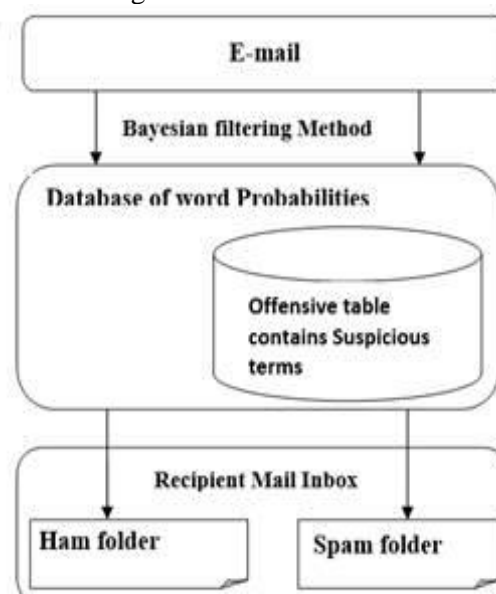 E-mail
Bayesian filtering Method
Database of word Probabilities
Offensive table
contains Suspicious
terms
Recipient Mail Inbox
Ham folder
Spam folder